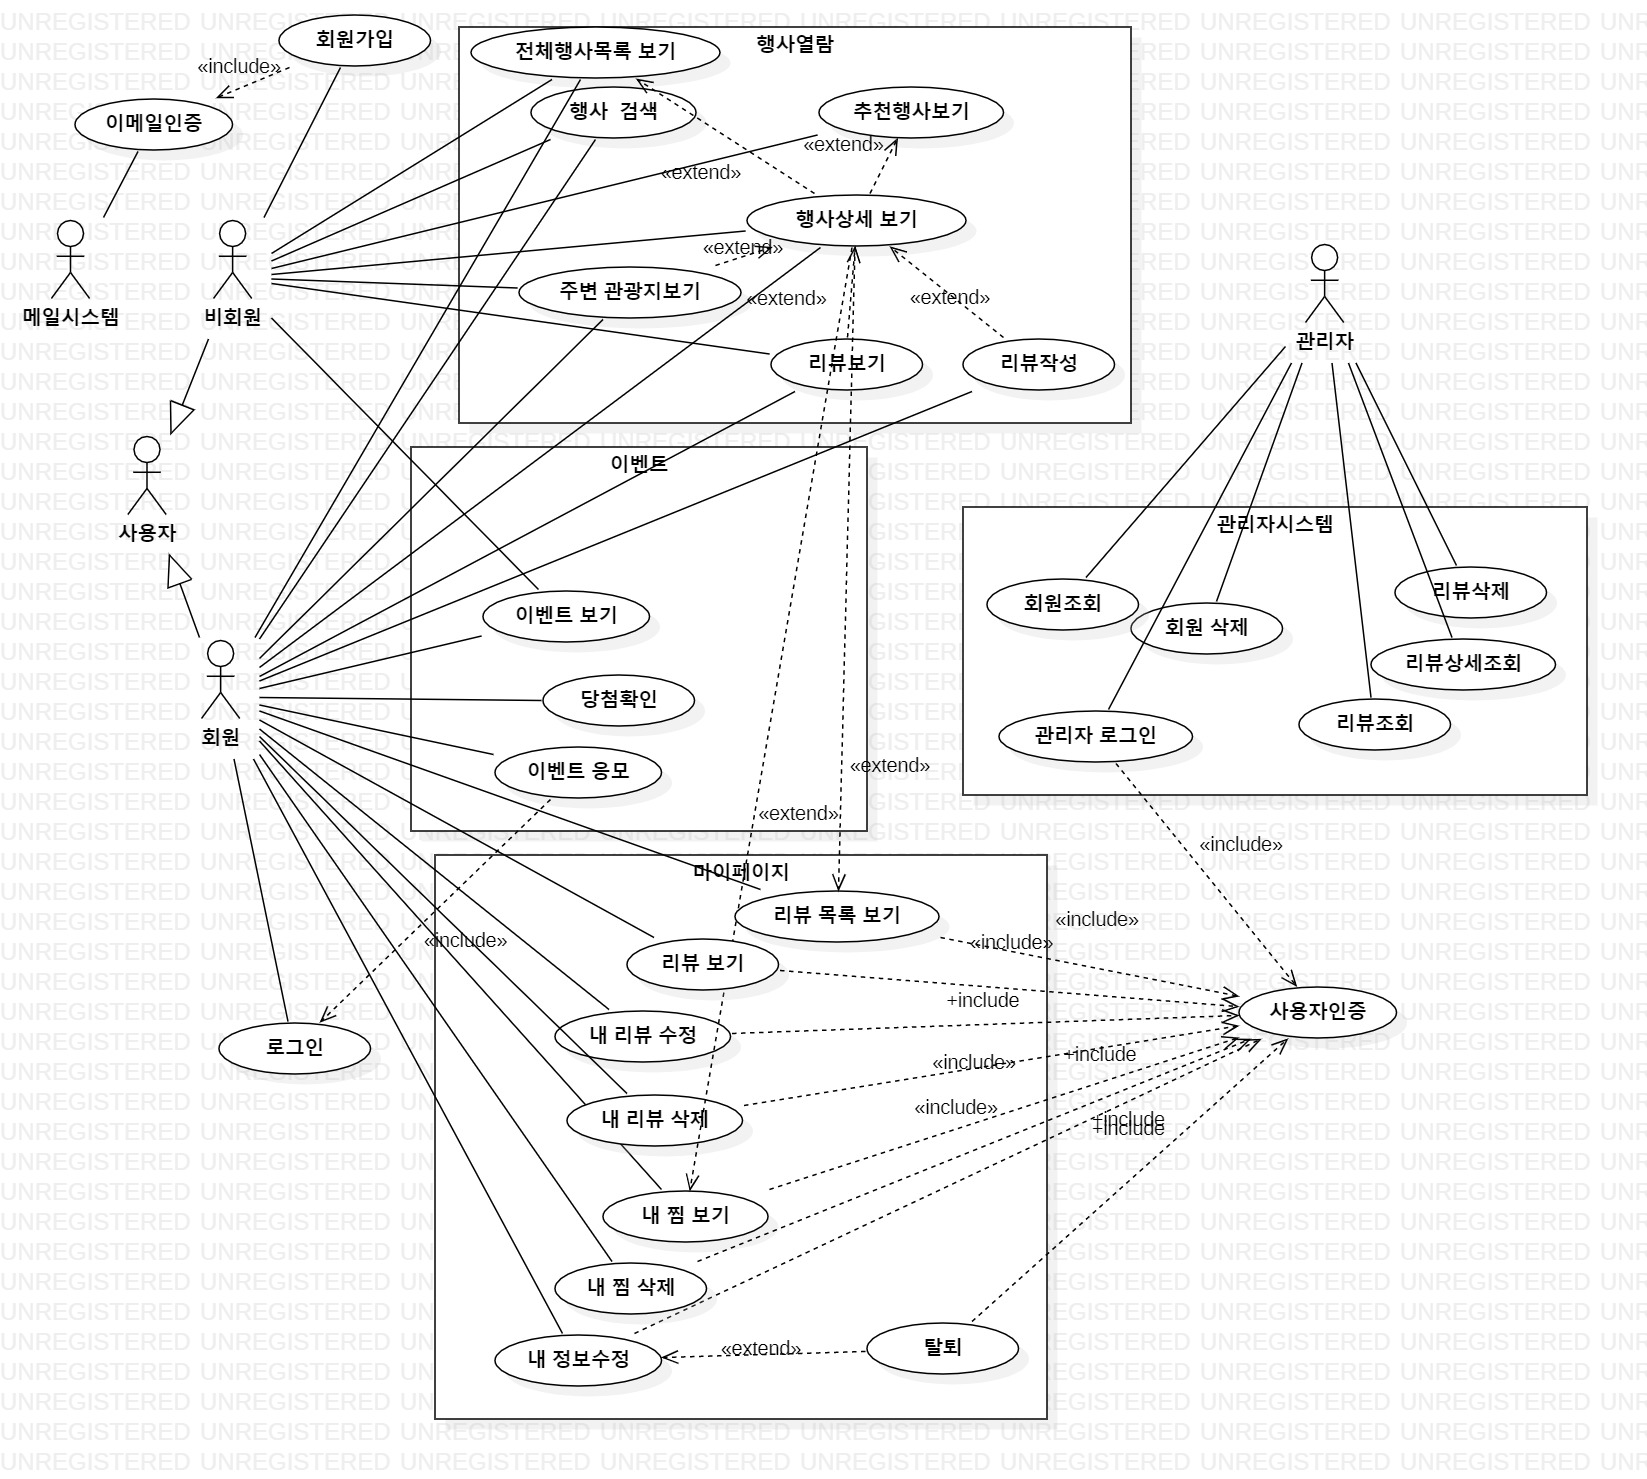 회원가입
«include»
이메일인증
메일시스템
비회원
사용자
회원
행사열람
전체행사목록 보기
행사  검색
추천행사보기
«extend»
«extend»
행사상세 보기
«extend»
주변 관광지보기
«extend»
«extend»
리뷰보기
리뷰작성
관리자
이벤트
이벤트 보기
당첨확인
이벤트 응모
«extend»
«extend»
관리자시스템
회원조회
회원 삭제
리뷰삭제
리뷰상세조회
리뷰조회
관리자 로그인
«include»
마이페이지
리뷰 목록 보기
«include»
«include»
«include»
리뷰 보기
+include
사용자인증
내 리뷰 수정
로그인
«include»
+include
내 리뷰 삭제
«include»
+include
+include
내 찜 보기
내 찜 삭제
내 정보수정
«extend»
탈퇴
UNREGISTERED